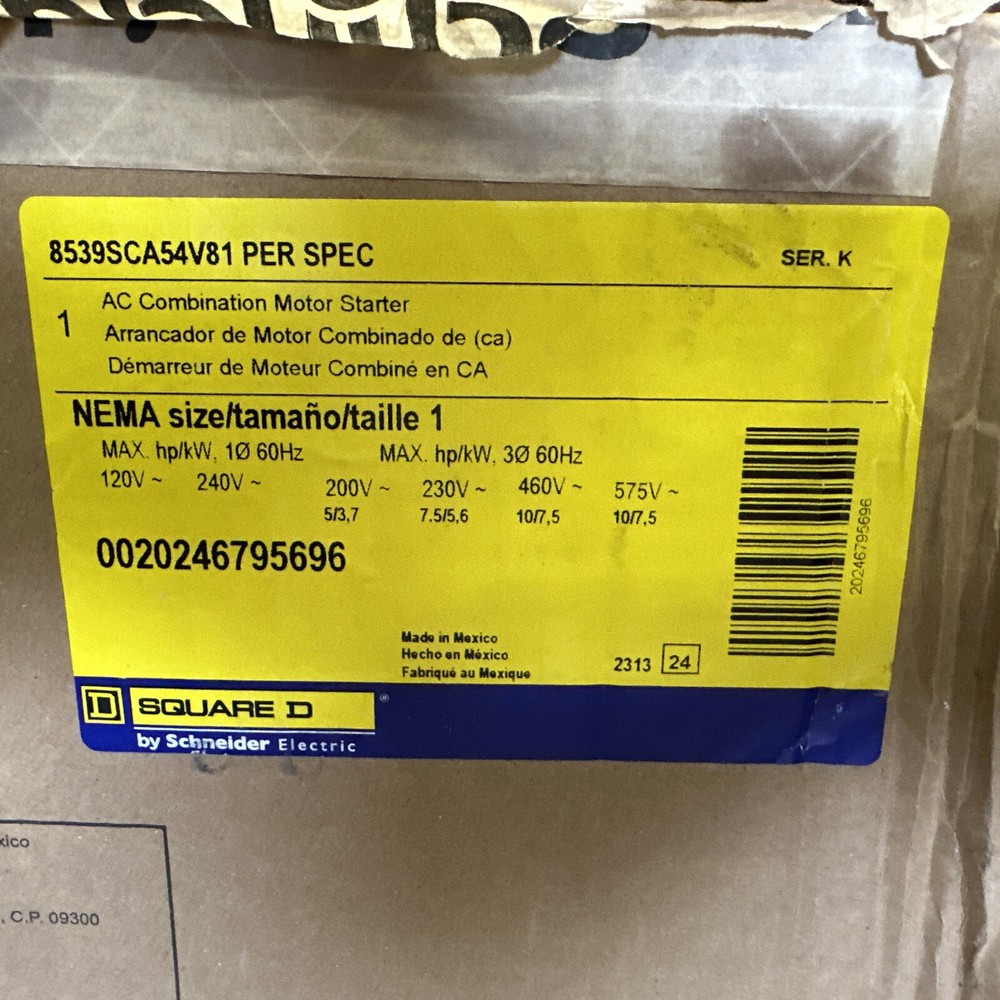 8539SCA54V81 PER SPEC SER. K
1
AC Combination Motor Starter
Arrancador de Motor Combinado de (ca)
Démarreur de Moteur Combiné en CA
NEMA size/tamaño/taille 1
MAX. hp/kW, 1Ø 60Hz MAX. hp/kW, 3Ø 60Hz
120V ~ 240V ~ 200V ~ 230V ~ 460V ~ 575V ~
5/3,7 7.5/5,6 10/7,5 10/7,5
0020246795696
20246795696
Made in Mexico
Hecho en México
Fabriqué au Mexique
2313 24
D SQUARE D ®
by Schneider Electric
xico
, C.P. 09300